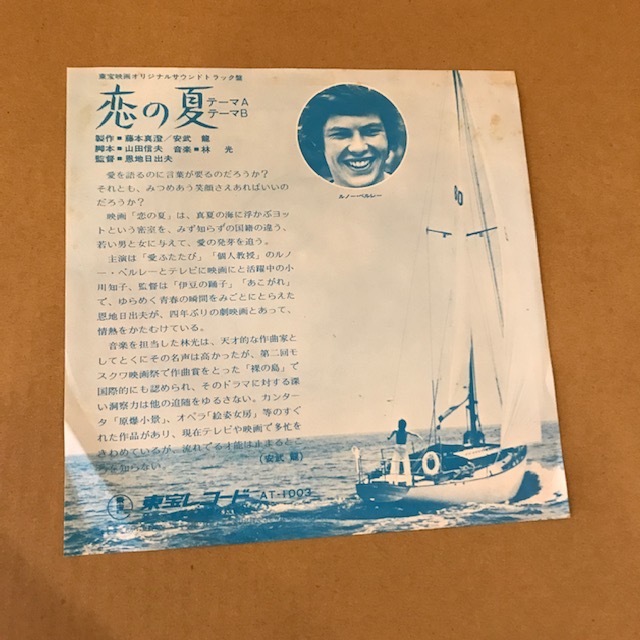 東宝映画オリジナルサウンドトラック盤
恋の夏 テーマA
テーマB
製作■藤本真澄/安武 龍
脚本■山田信夫 音楽■林 光
監督■恩地日出夫
ルノー・ベルレー
愛を語るのに言葉が要るのだろうか?
それとも、みつめあう笑顔さえあればいいの
だろうか?
映画「恋の夏」は、真夏の海に浮かぶヨッ
トという密室を、みず知らずの国籍の違う、
若い男と女に与えて、愛の発芽を追う。
主演は「愛ふたたび」「個人教授」のルノ
ー・ベルレーとテレビに映画にと活躍中の小
川知子、監督は「伊豆の踊子」「あこがれ」
で、ゆらめく青春の瞬間をみごとにとらえた
恩地日出夫が、四年ぶりの劇映画とあって、
情熱をかたむけている。
音楽を担当した林光は、天才的な作曲家と
してとくにその名声は高かったが、第二回モ
スクワ映画祭で作曲賞をとった「裸の島」で
国際的にも認められ、そのドラマに対する深
い洞察力は他の追随をゆるさない。カンター
タ「原爆小景」、オペラ「絵姿女房」等のすぐ
れた作品があり、現在テレビや映画で多忙を
きわめているが、流れでる才能は止まるとこ
ろを知らない。
(安武 龍)
東宝レコード AT-1003
80